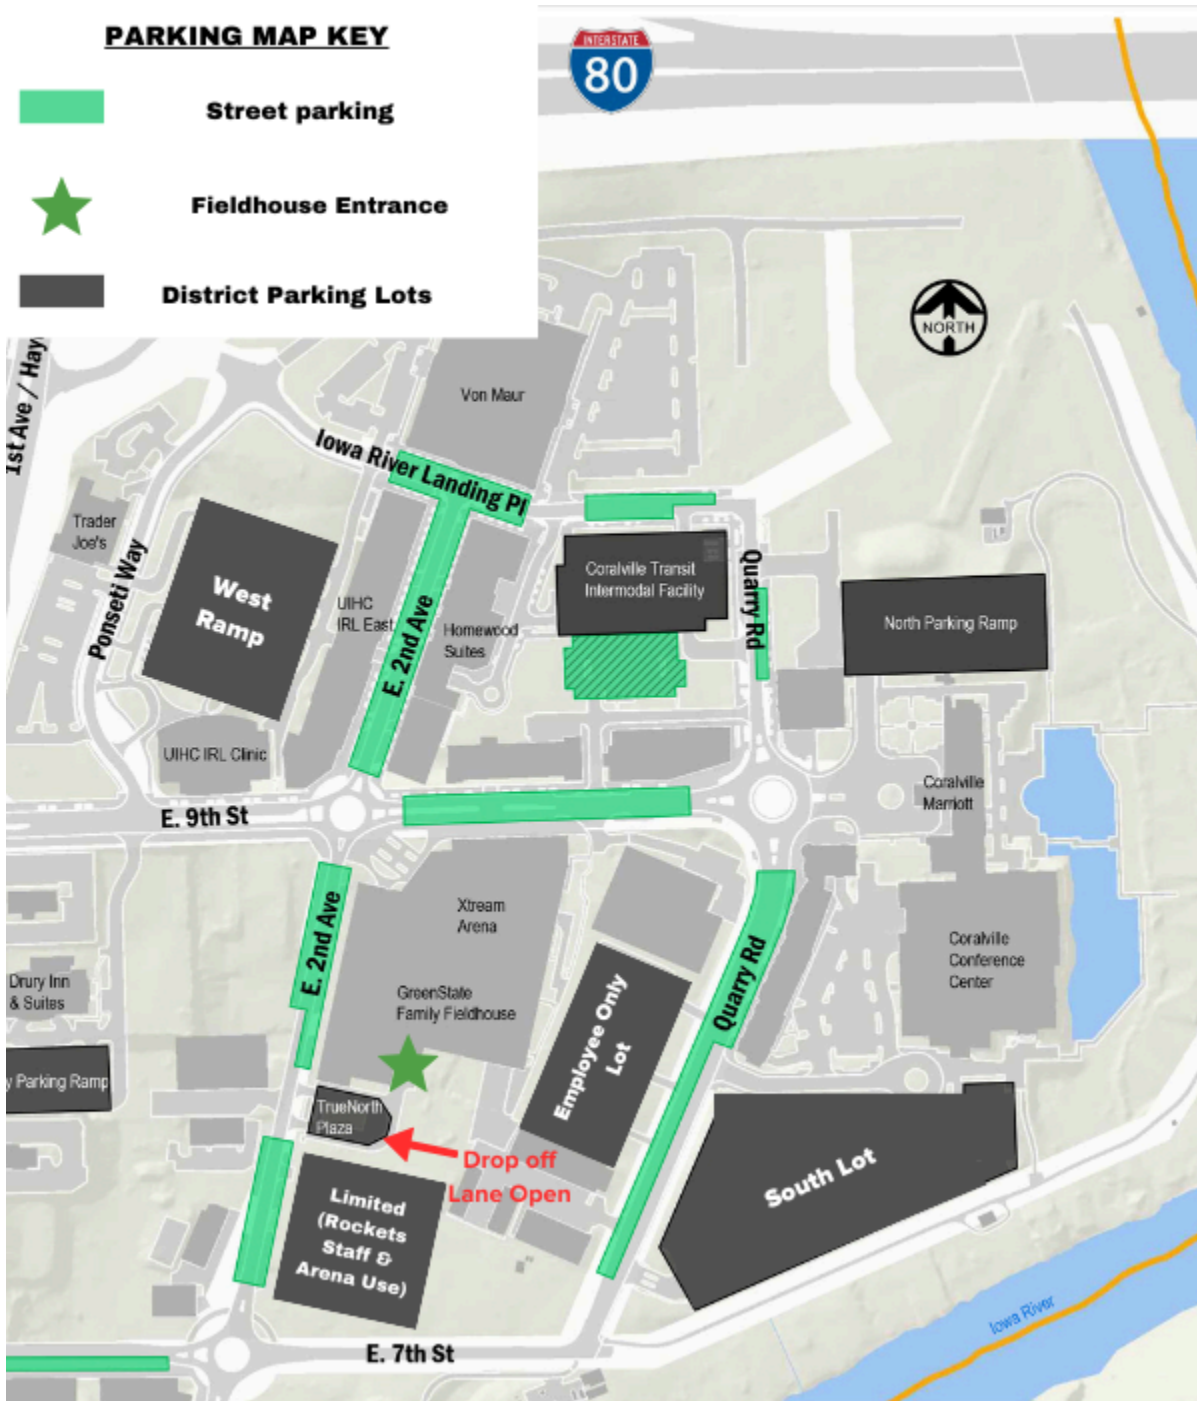 PARKING MAP KEY
Street parking
Fieldhouse Entrance
District Parking Lots
INTERSTATE
80
NORTH
1st Ave / Hay
Von Maur
Iowa River Landing Pl
Trader
Joe's
Ponseti Way
West
Ramp
UIHC
IRL East
E. 2nd Ave
Homewood
Suites
Coralville Transit
Intermodal Facility
Quarry Rd
North Parking Ramp
UIHC IRL Clinic
E. 9th St
Coralville
Marriott
E. 2nd Ave
Xtream
Arena
GreenState
Family Fieldhouse
Drury Inn
& Suites
y Parking Ramp
Employee Only
Lot
Quarry Rd
Coralville
Conference
Center
TrueNorth
Plaza
Drop off
Lane Open
Limited
(Rockets
Staff &
Arena Use)
South Lot
E. 7th St
Iowa River